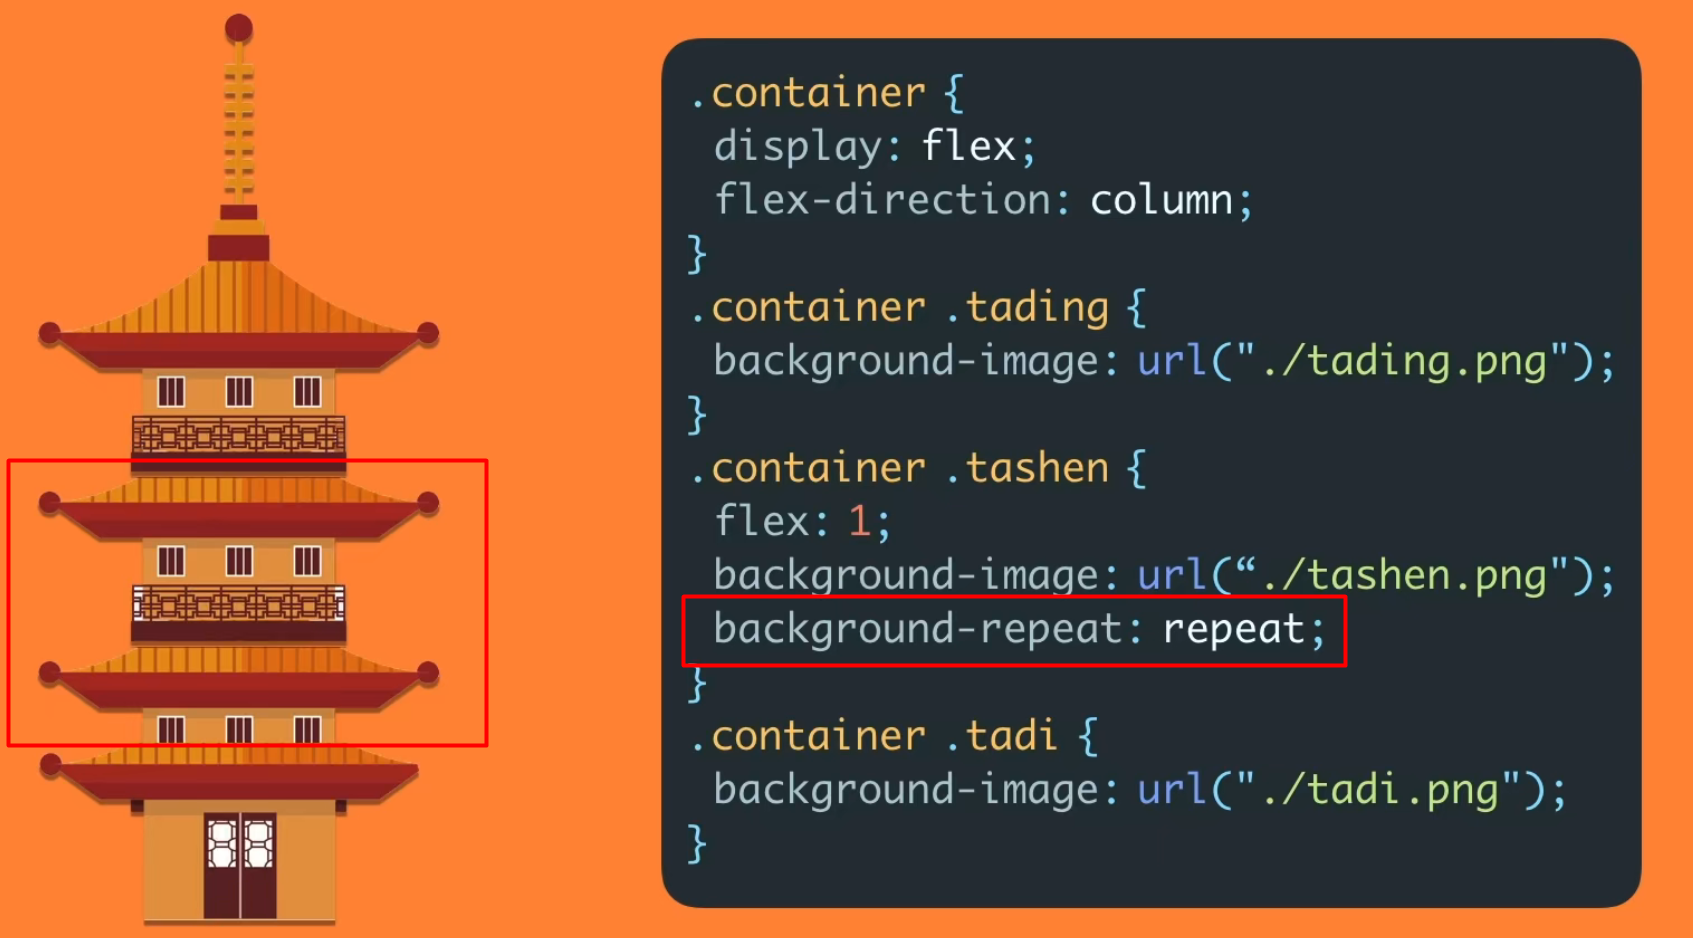 .container {
display: flex;
flex-direction: column;
}
.container .tading {
background-image: url("./tading.png");
}
.container .tashen {
flex: 1;
background-image: url(“./tashen.png");
background-repeat: repeat;
}
.container .tadi {
background-image: url("./tadi.png");
}